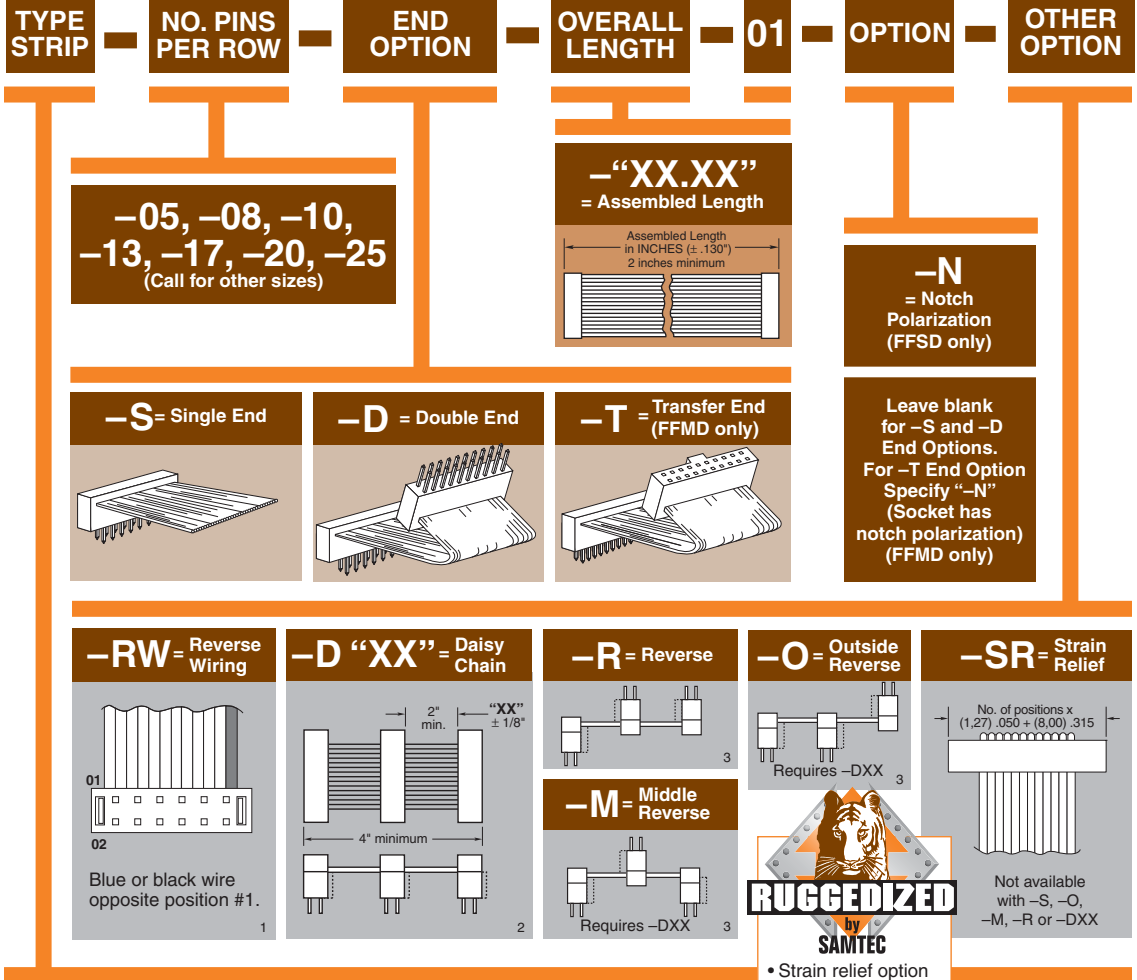 TYPE STRIP
NO. PINS PER ROW
END OPTION
OVERALL LENGTH
01
OPTION
OTHER OPTION
–05, –08, –10,
–13, –17, –20, –25
(Call for other sizes)
–“XX.XX”
= Assembled Length
Assembled Length
in INCHES (± .130")
2 inches minimum
–N
= Notch
Polarization
(FFSD only)
Leave blank
for –S and –D
End Options.
For –T End Option
Specify “–N”
(Socket has
notch polarization)
(FFMD only)
–S = Single End
–D = Double End
–T = Transfer End
(FFMD only)
–RW = Reverse
Wiring
01
02
Blue or black wire
opposite position #1.
1
–D “XX” = Daisy
Chain
2"
min.
“XX”
± 1/8"
4" minimum
2
–R = Reverse
3
–M = Middle
Reverse
Requires –DXX
3
–O = Outside
Reverse
Requires –DXX
3
RUGGEDIZED
by
SAMTEC
• Strain relief option
–SR = Strain
Relief
No. of positions x
(1,27) .050 + (8,00) .315
Not available
with –S, –O,
–M, –R or –DXX